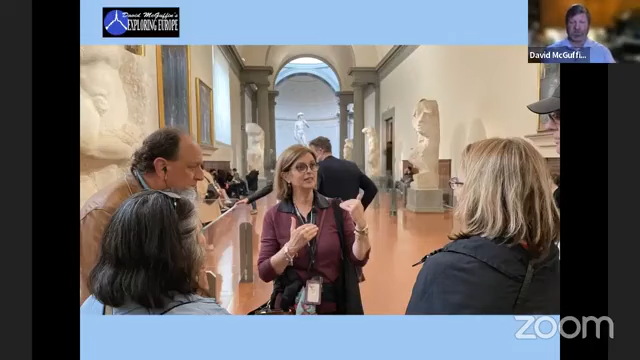 David McGuffin's
EXPLORING EUROPE
David McGuffi...
zoom